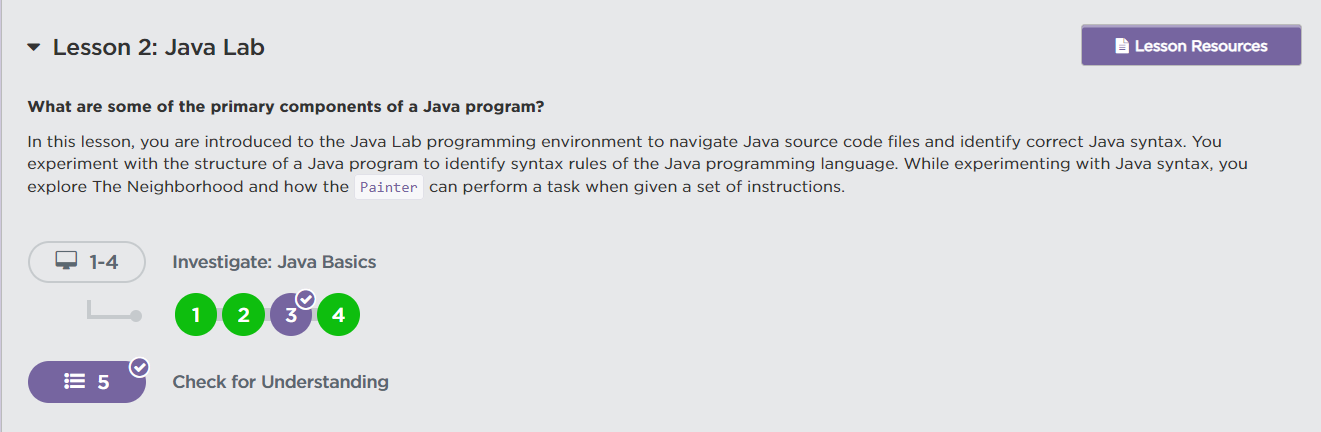 Lesson 2: Java Lab
Lesson Resources
What are some of the primary components of a Java program?
In this lesson, you are introduced to the Java Lab programming environment to navigate Java source code files and identify correct Java syntax. You
experiment with the structure of a Java program to identify syntax rules of the Java programming language. While experimenting with Java syntax, you
explore The Neighborhood and how the Painter can perform a task when given a set of instructions.
1-4
Investigate: Java Basics
1 2 3 4
5
Check for Understanding